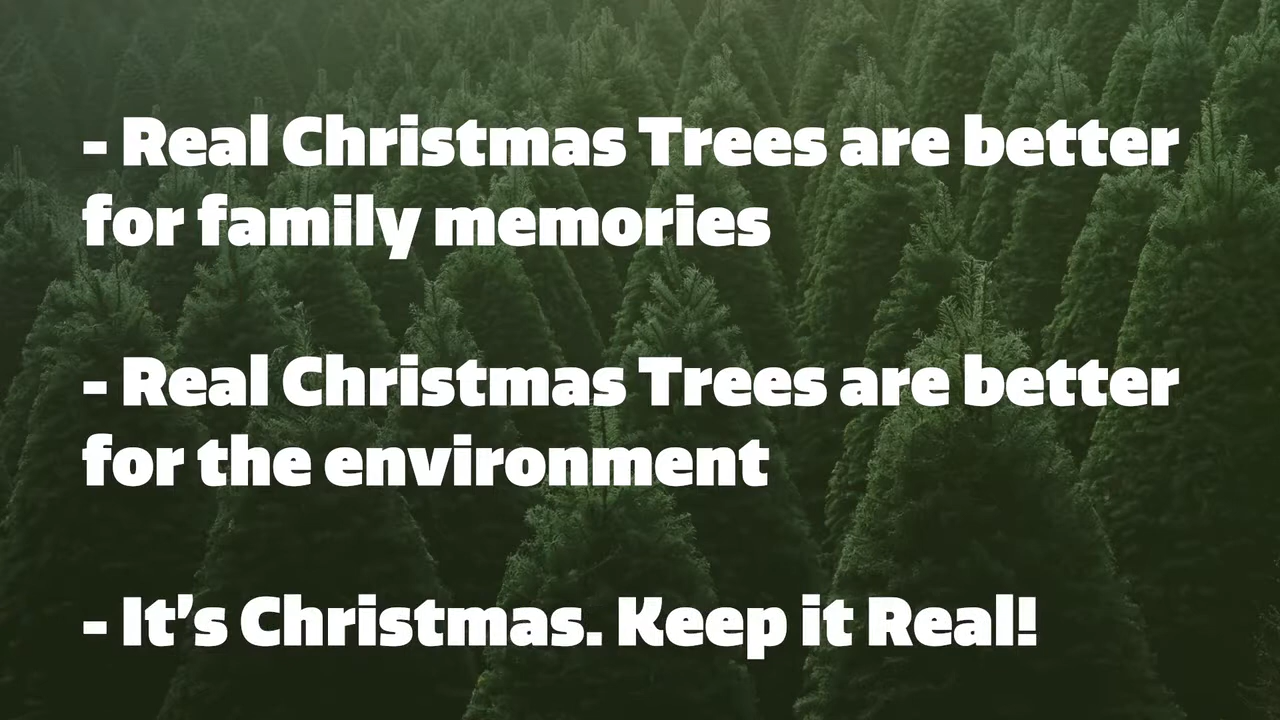 - Real Christmas Trees are better
for family memories
- Real Christmas Trees are better
for the environment
- It's Christmas. Keep it Real!